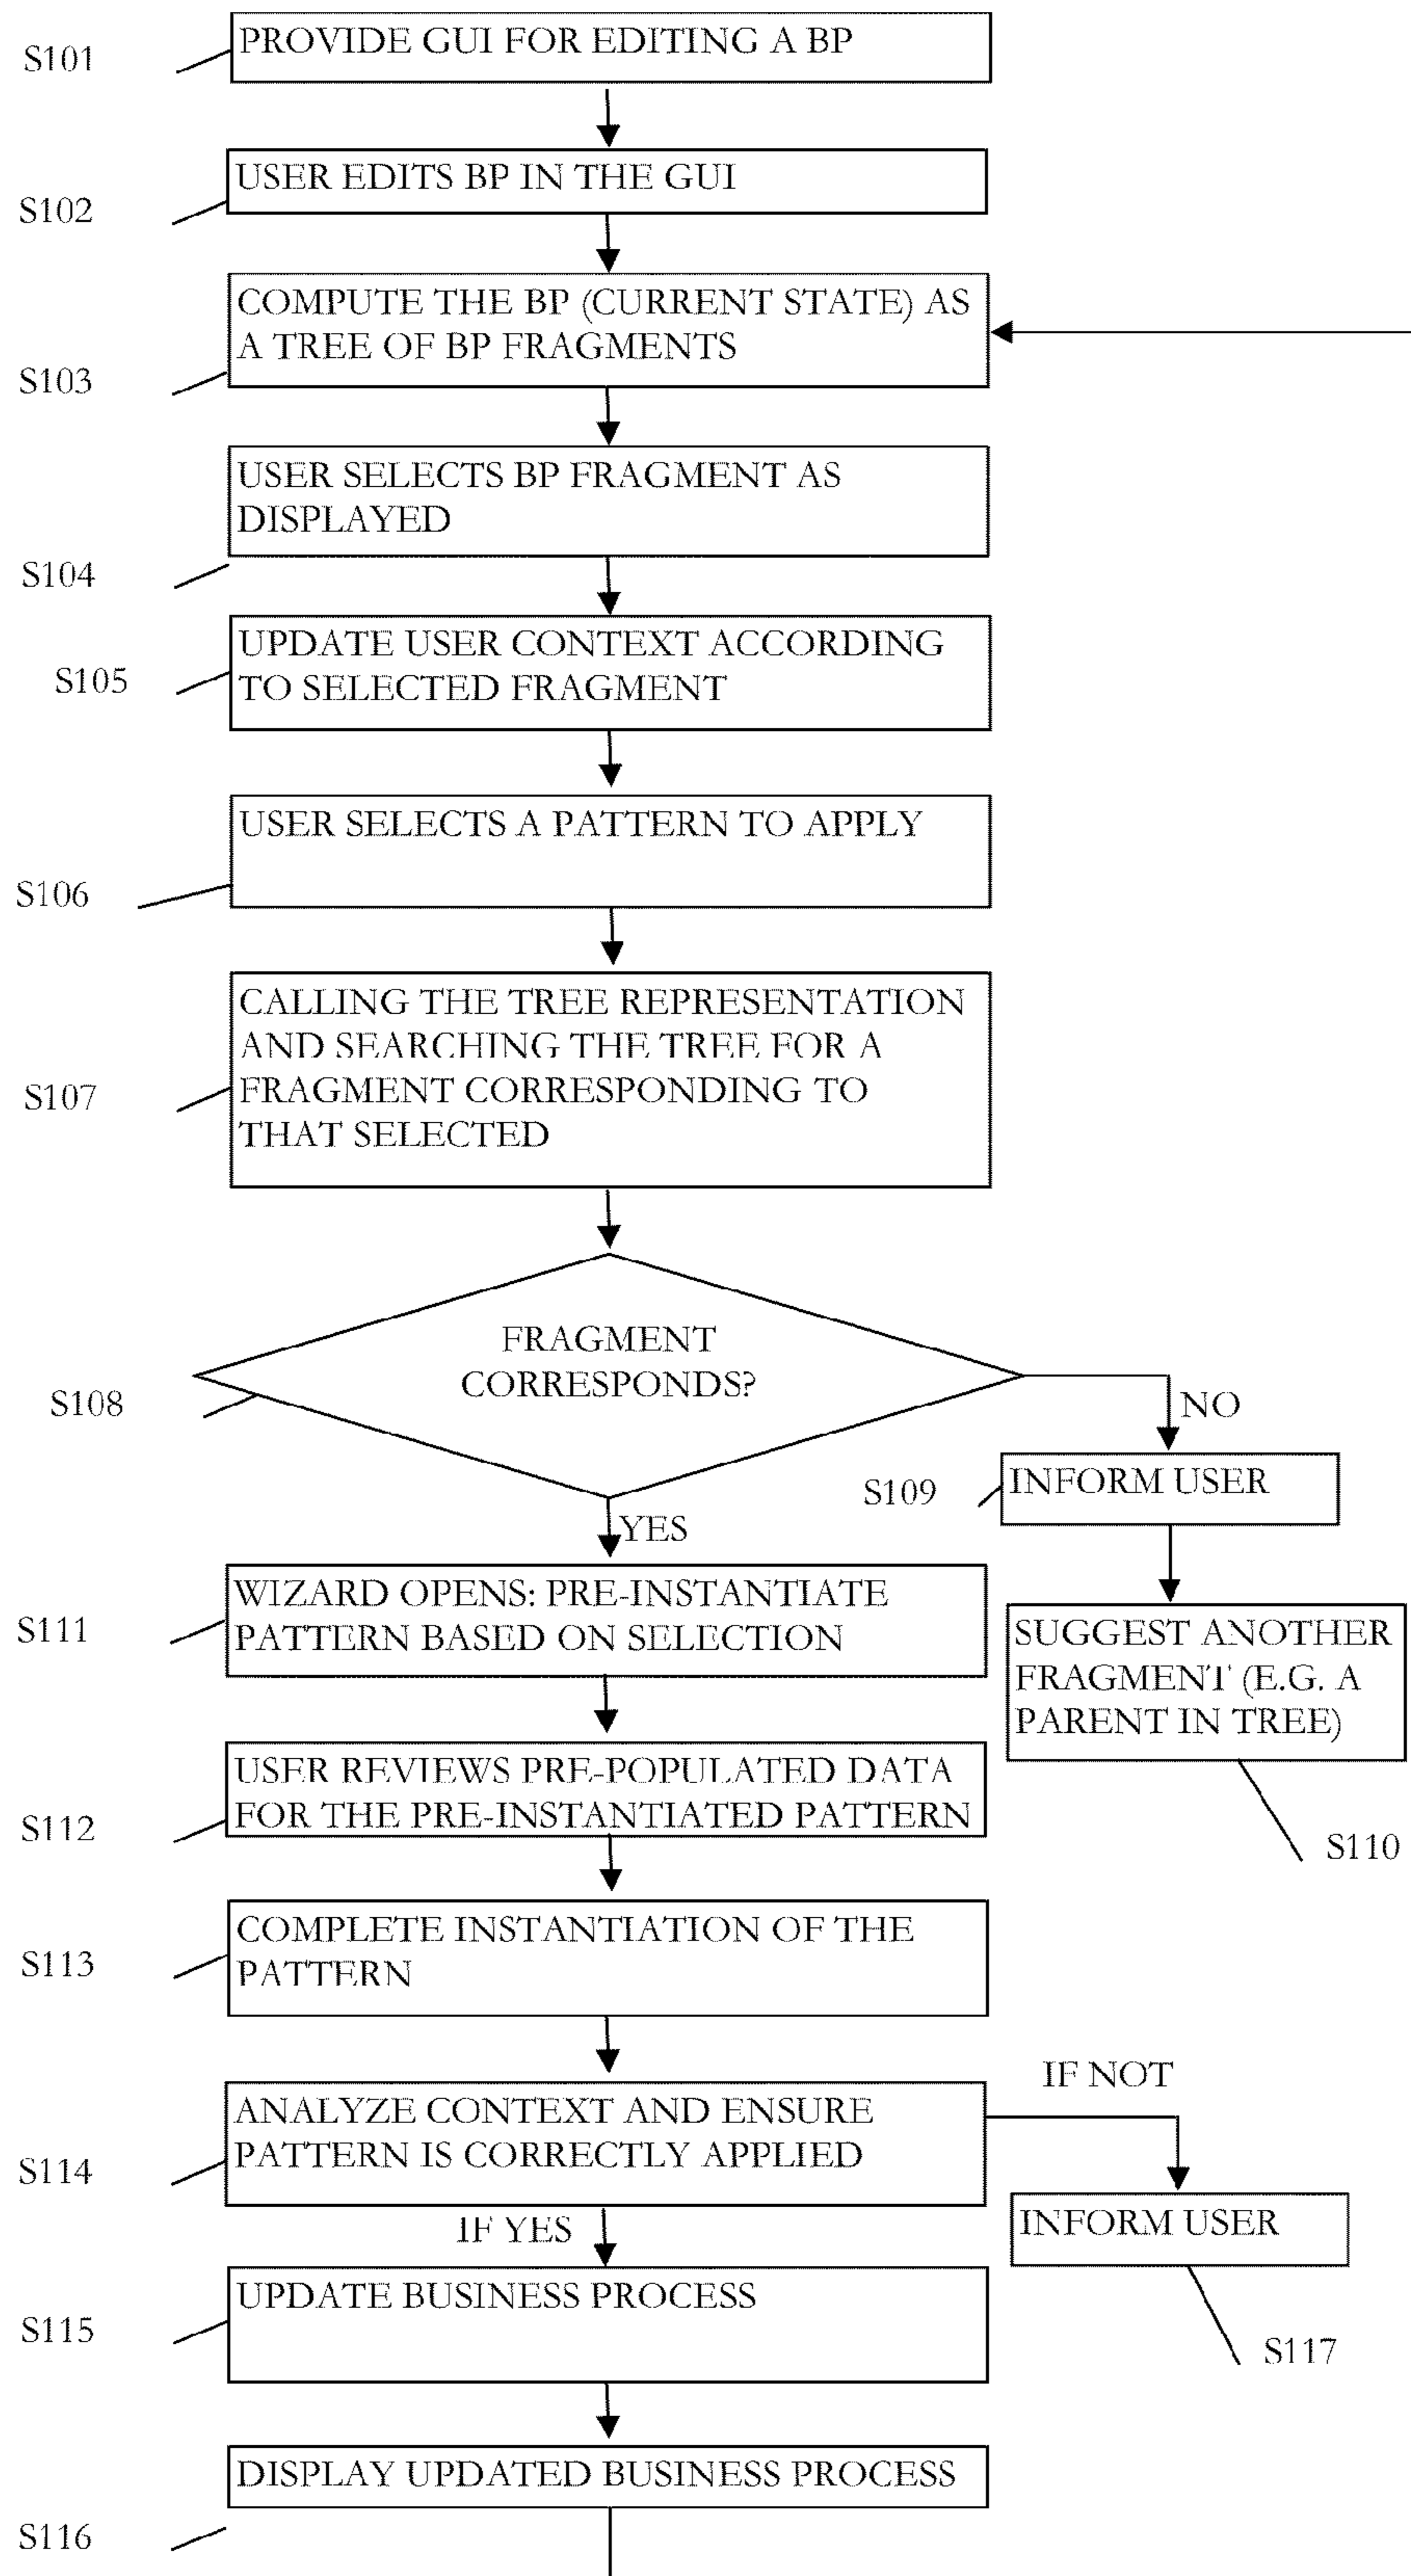 S101
PROVIDE GUI FOR EDITING A BP
S102
USER EDITS BP IN THE GUI
S103
COMPUTE THE BP (CURRENT STATE) AS
A TREE OF BP FRAGMENTS
S104
USER SELECTS BP FRAGMENT AS
DISPLAYED
S105
UPDATE USER CONTEXT ACCORDING
TO SELECTED FRAGMENT
S106
USER SELECTS A PATTERN TO APPLY
S107
CALLING THE TREE REPRESENTATION
AND SEARCHING THE TREE FOR A
FRAGMENT CORRESPONDING TO
THAT SELECTED
S108
FRAGMENT
CORRESPONDS?
NO
S109
INFORM USER
YES
S111
WIZARD OPENS: PRE-INSTANTIATE
PATTERN BASED ON SELECTION
SUGGEST ANOTHER
FRAGMENT (E.G. A
PARENT IN TREE)
S110
S112
USER REVIEWS PRE-POPULATED DATA
FOR THE PRE-INSTANTIATED PATTERN
S113
COMPLETE INSTANTIATION OF THE
PATTERN
S114
ANALYZE CONTEXT AND ENSURE
PATTERN IS CORRECTLY APPLIED
IF NOT
INFORM USER
S117
IF YES
S115
UPDATE BUSINESS PROCESS
S116
DISPLAY UPDATED BUSINESS PROCESS